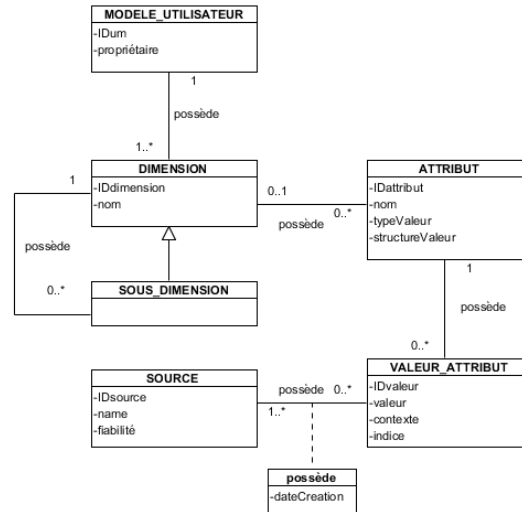 MODELE_UTILISATEUR
-IDum
-propriétaire
1
possède
1..*
DIMENSION
-IDdimension
-nom
1
possède
0..*
SOUS_DIMENSION
0..1
possède
0..*
ATTRIBUT
-IDattribut
-nom
-typeValeur
-structureValeur
1
possède
0..*
VALEUR_ATTRIBUT
-IDvaleur
-valeur
-contexte
-indice
SOURCE
-IDsource
-name
-fiabilité
possède
0..*
1..*
possède
-dateCreation